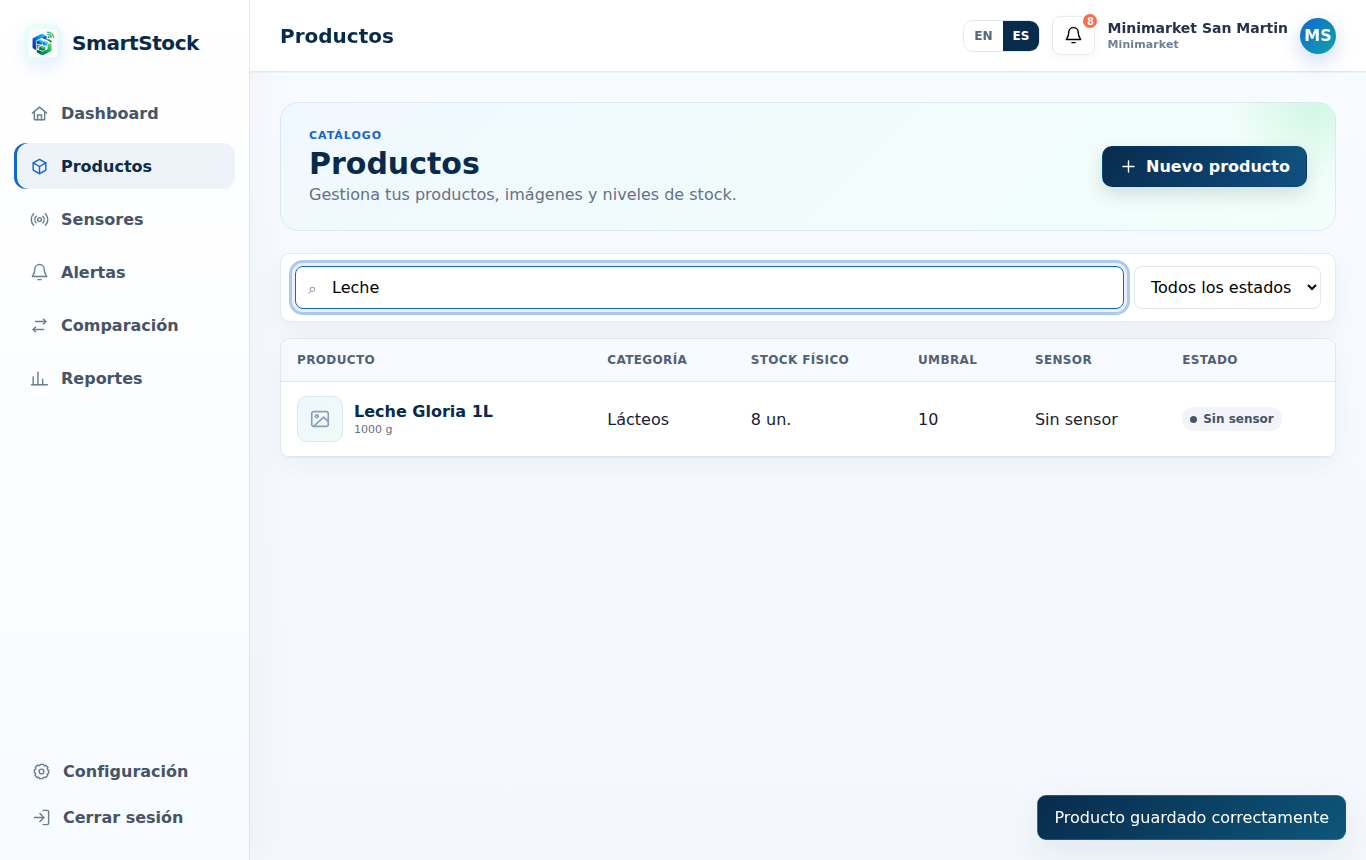 SmartStock
Dashboard
Productos
Sensores
Alertas
Comparación
Reportes
Configuración
Cerrar sesión
Productos
EN ES
8
Minimarket San Martin
Minimarket
MS
CATÁLOGO
Productos
Gestiona tus productos, imágenes y niveles de stock.
Nuevo producto
Leche
Todos los estados
PRODUCTO CATEGORÍA STOCK FÍSICO UMBRAL SENSOR ESTADO
Leche Gloria 1L
1000 g
Lácteos 8 un. 10 Sin sensor Sin sensor
Producto guardado correctamente